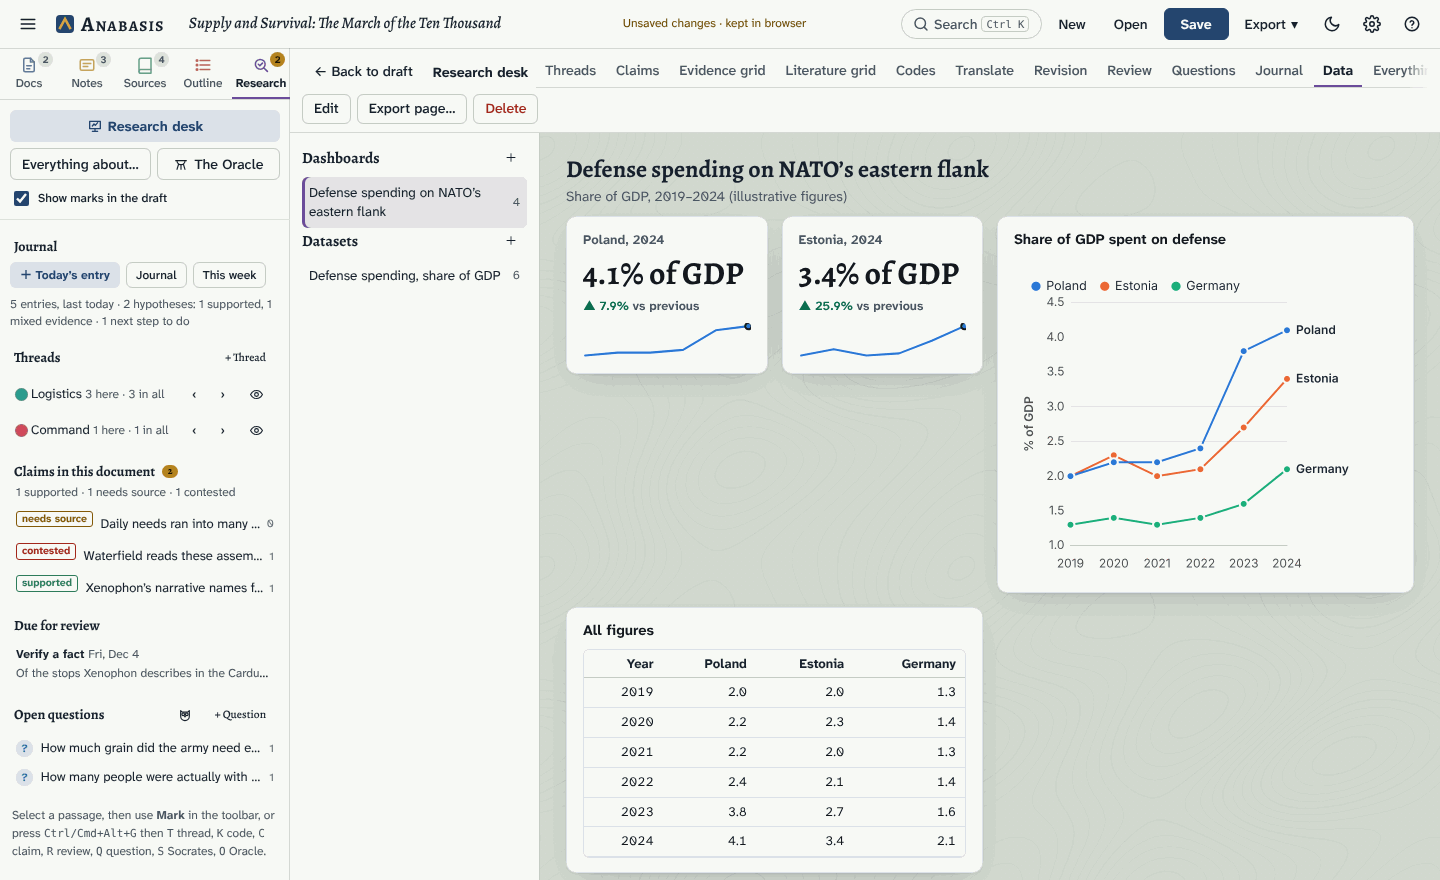 Anabasis
Supply and Survival: The March of the Ten Thousand
Unsaved changes · kept in browser
Search Ctrl K
New
Open
Save
Export ▾
Docs 2
Notes 3
Sources 4
Outline
Research 2
Research desk
Everything about…
The Oracle
Show marks in the draft
Journal
+ Today's entry
Journal
This week
5 entries, last today · 2 hypotheses: 1 supported, 1
mixed evidence · 1 next step to do
Threads
+ Thread
Logistics 3 here · 3 in all ‹ ›
Command 1 here · 1 in all ‹ ›
Claims in this document 2
1 supported · 1 needs source · 1 contested
needs source Daily needs ran into many … 0
contested Waterfield reads these assem… 1
supported Xenophon's narrative names f… 1
Due for review
Verify a fact Fri, Dec 4
Of the stops Xenophon describes in the Cardu…
Open questions
+ Question
? How much grain did the army need e… 1
? How many people were actually with … 1
Select a passage, then use Mark in the toolbar, or
press Ctrl/Cmd+Alt+G then T thread, K code, C
claim, R review, Q question, S Socrates, O Oracle.
← Back to draft
Research desk
Threads
Claims
Evidence grid
Literature grid
Codes
Translate
Revision
Review
Questions
Journal
Data
Edit
Export page…
Delete
Dashboards +
Defense spending on NATO's
eastern flank 4
Datasets +
Defense spending, share of GDP 6
Defense spending on NATO's eastern flank
Share of GDP, 2019–2024 (illustrative figures)
Poland, 2024
4.1% of GDP
▲ 7.9% vs previous
Estonia, 2024
3.4% of GDP
▲ 25.9% vs previous
Share of GDP spent on defense
Poland Estonia Germany
4.5
4.0
3.5
3.0
2.5
2.0
1.5
1.0
% of GDP
Poland
Estonia
Germany
2019 2020 2021 2022 2023 2024
All figures
Year Poland Estonia Germany
2019 2.0 2.0 1.3
2020 2.2 2.3 1.4
2021 2.2 2.0 1.3
2022 2.4 2.1 1.4
2023 3.8 2.7 1.6
2024 4.1 3.4 2.1